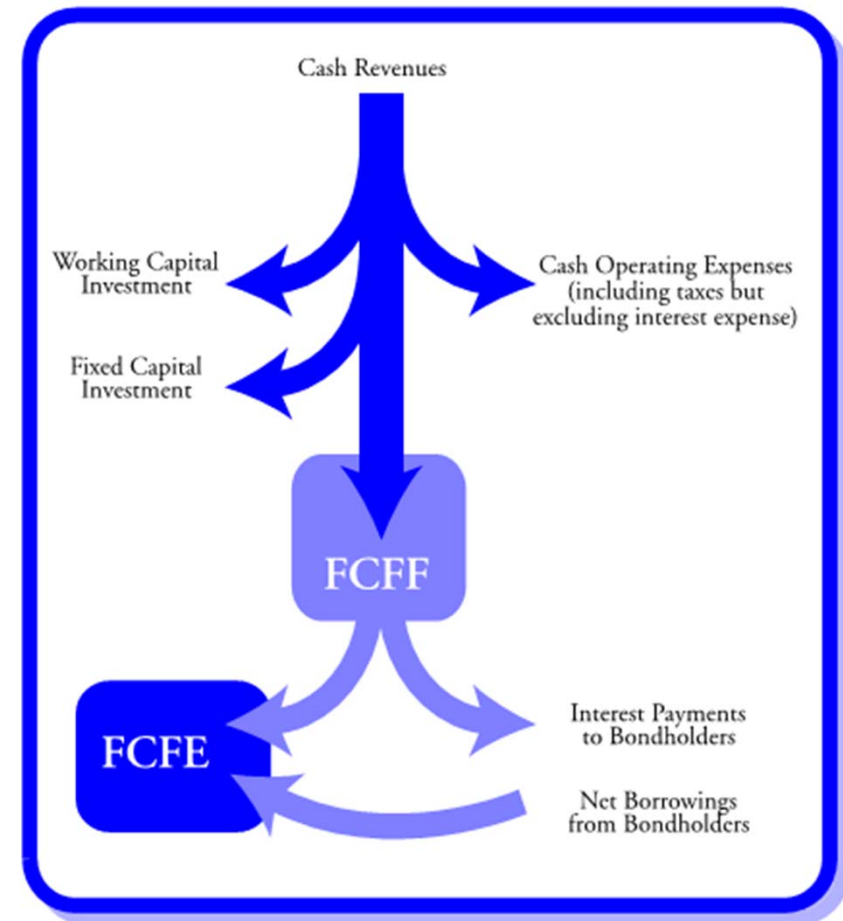 Cash Revenues
Working Capital
Investment
Cash Operating Expenses
(including taxes but
excluding interest expense)
Fixed Capital
Investment
FCFF
FCFE
Interest Payments
to Bondholders
Net Borrowings
from Bondholders